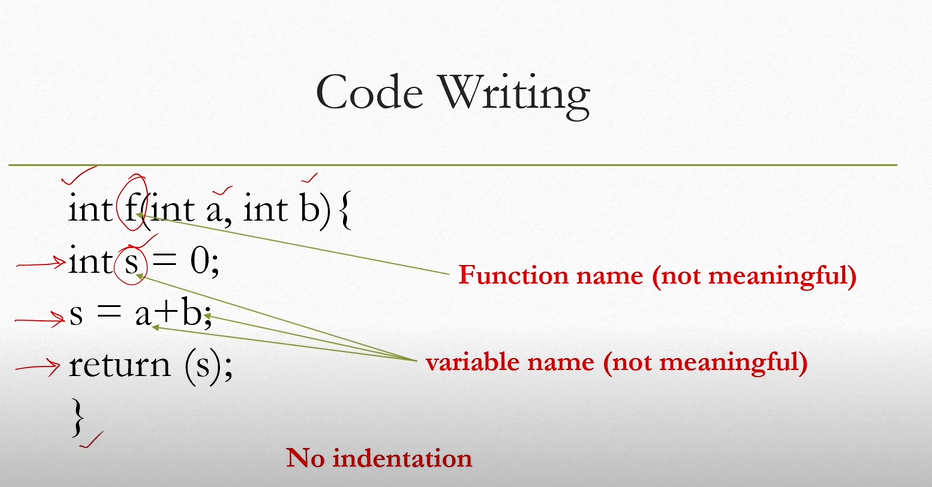 Code Writing
int f(int a, int b){
int s = 0;
Function name (not meaningful)
s = a+b;
variable name (not meaningful)
return (s);
}
No indentation